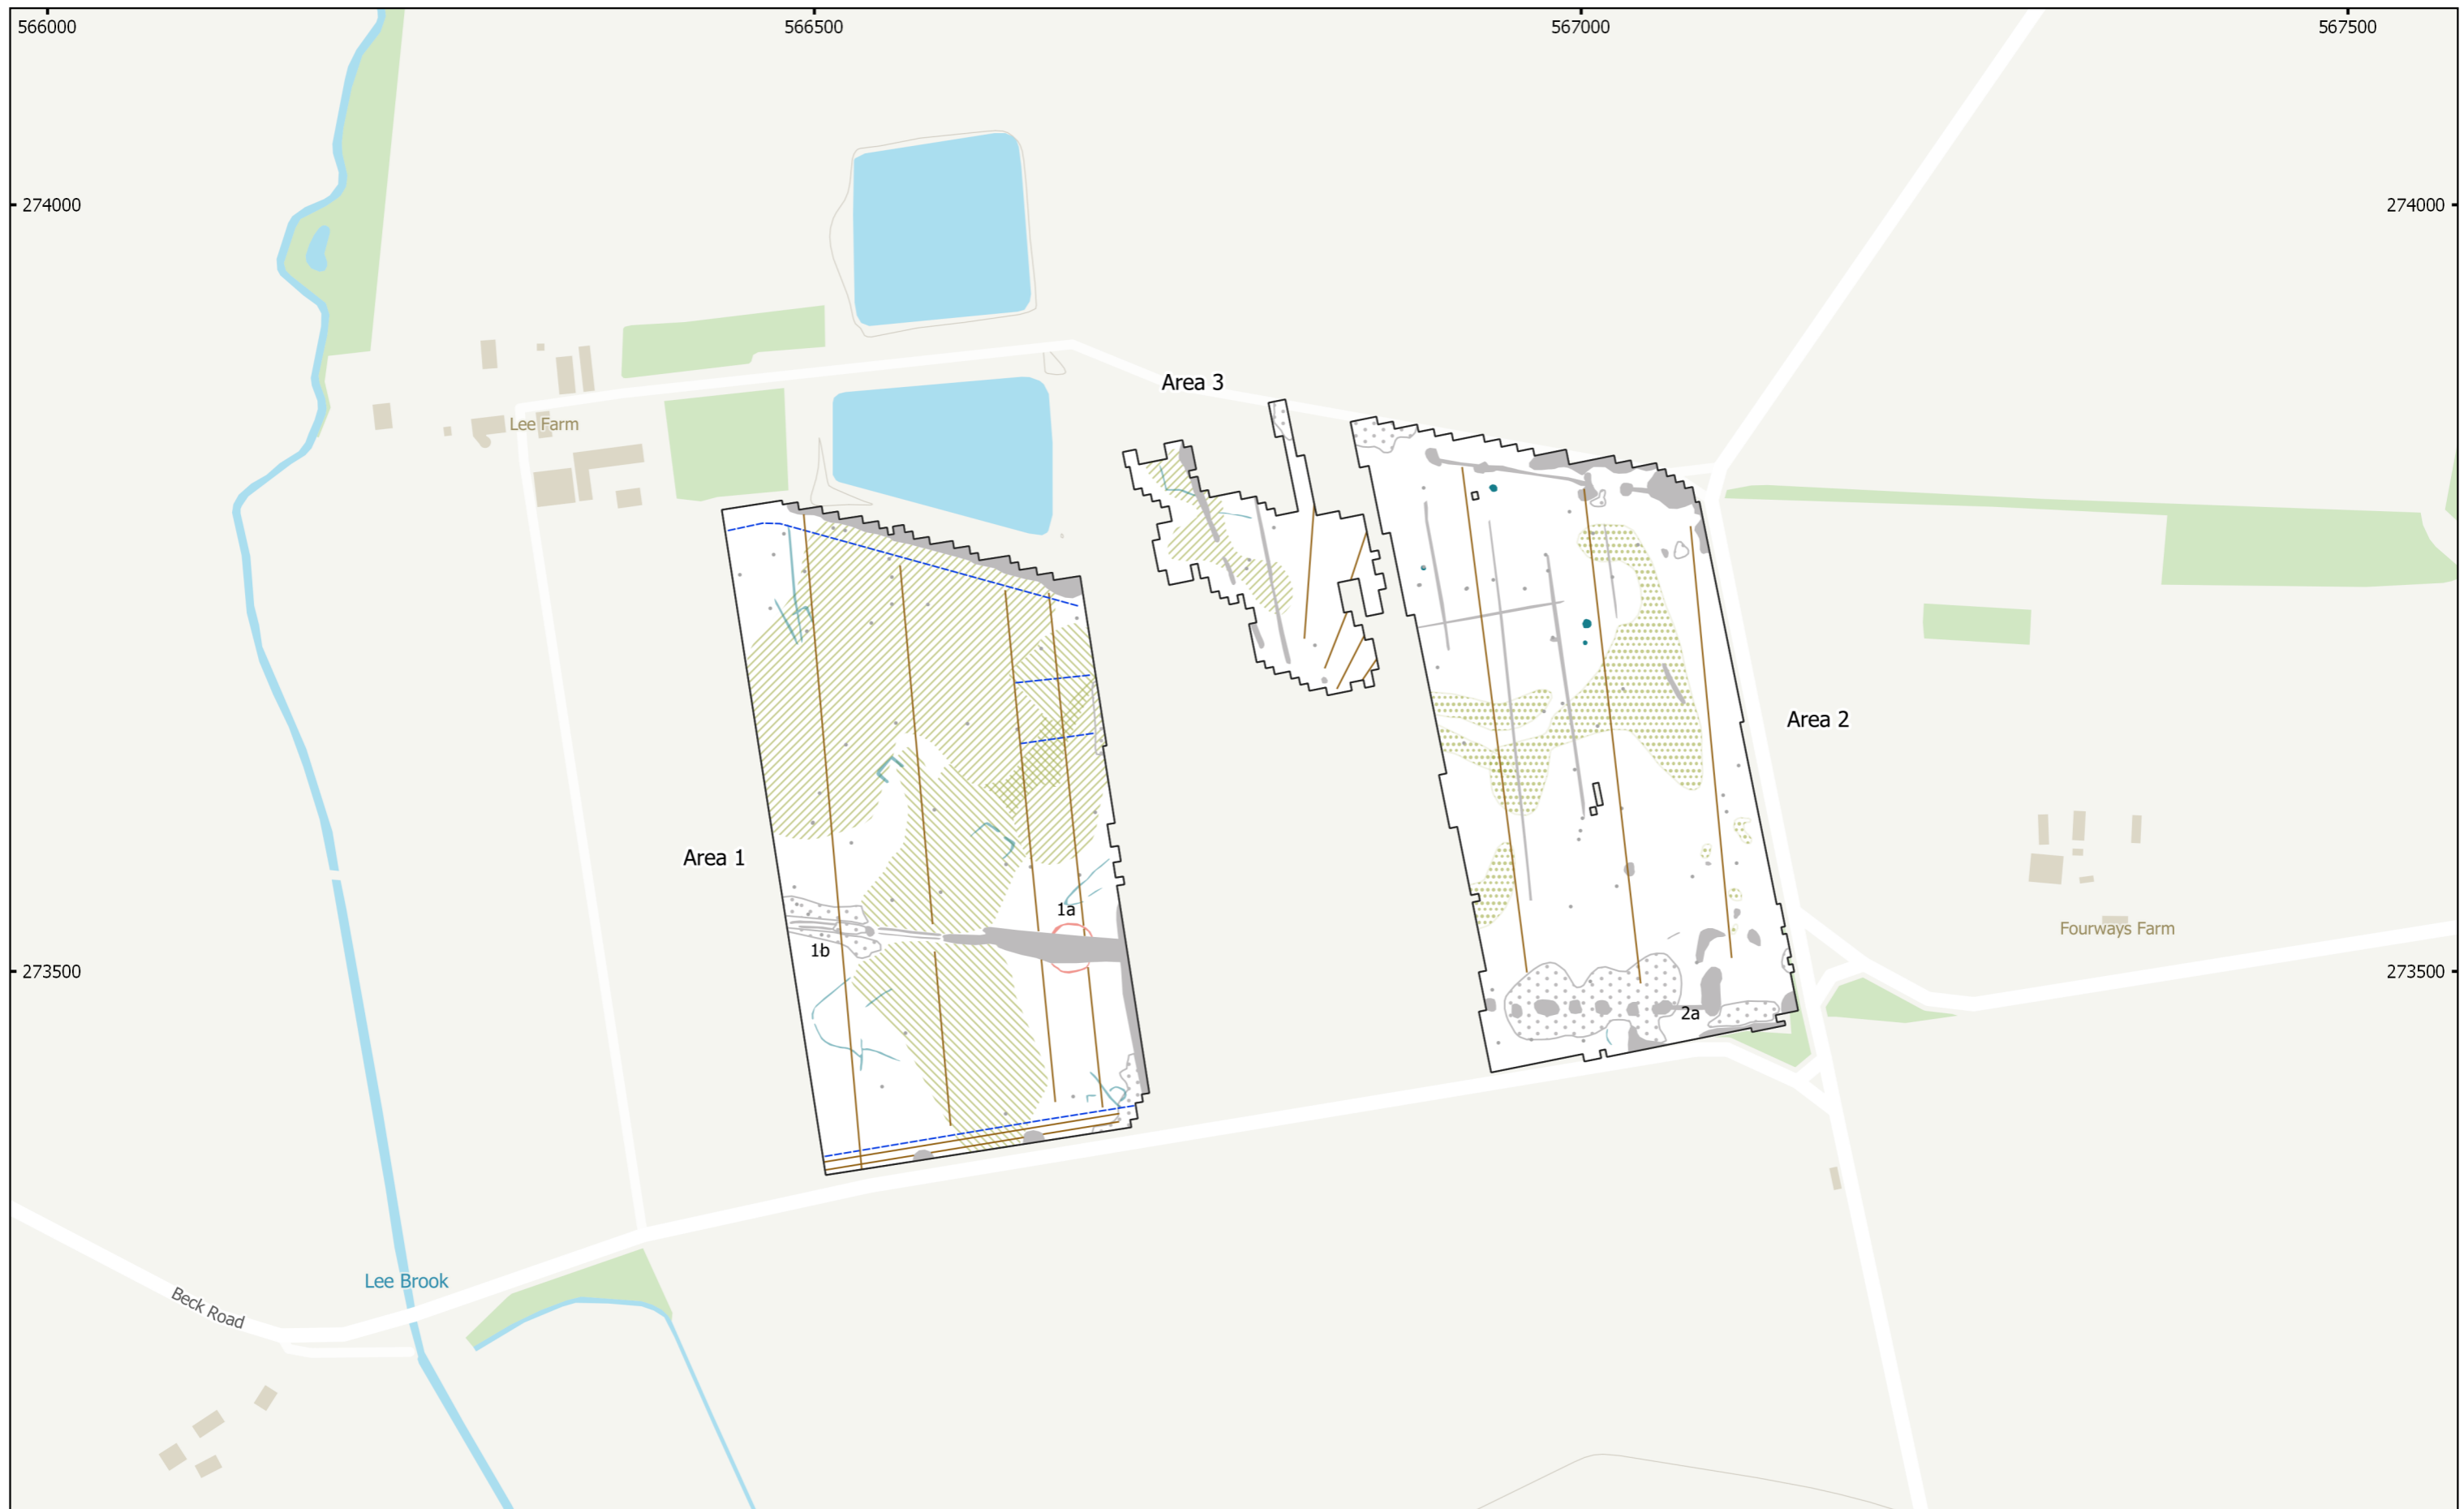 566000
566500
567000
567500
274000
274000
Area 3
Lee Farm
Area 2
Area 1
1a
Fourways Farm
1b
273500
273500
2a
Lee Brook
Beck Road